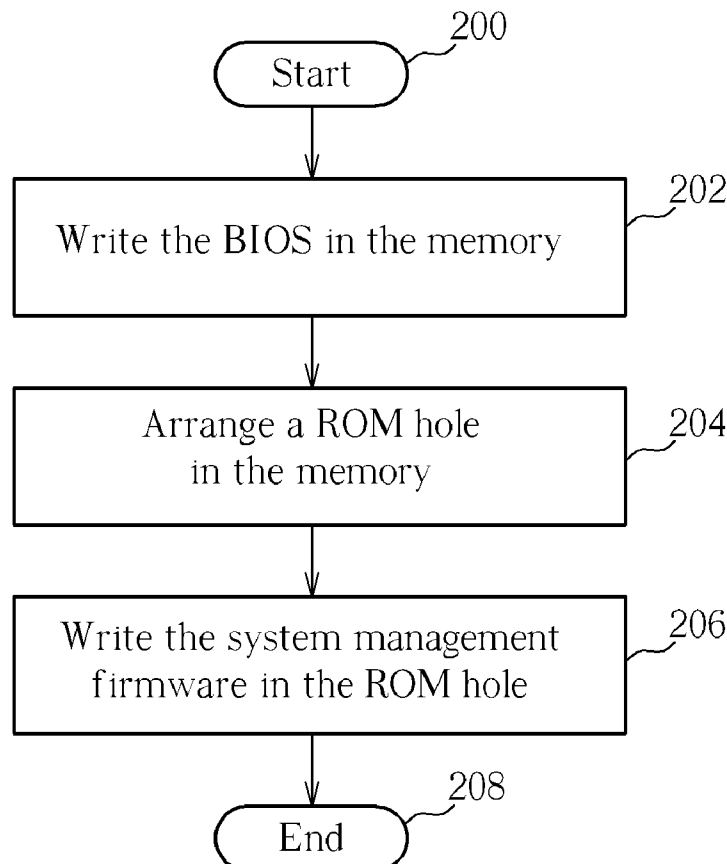 200
Start
202
Write the BIOS in the memory
204
Arrange a ROM hole
in the memory
206
Write the system management
firmware in the ROM hole
208
End